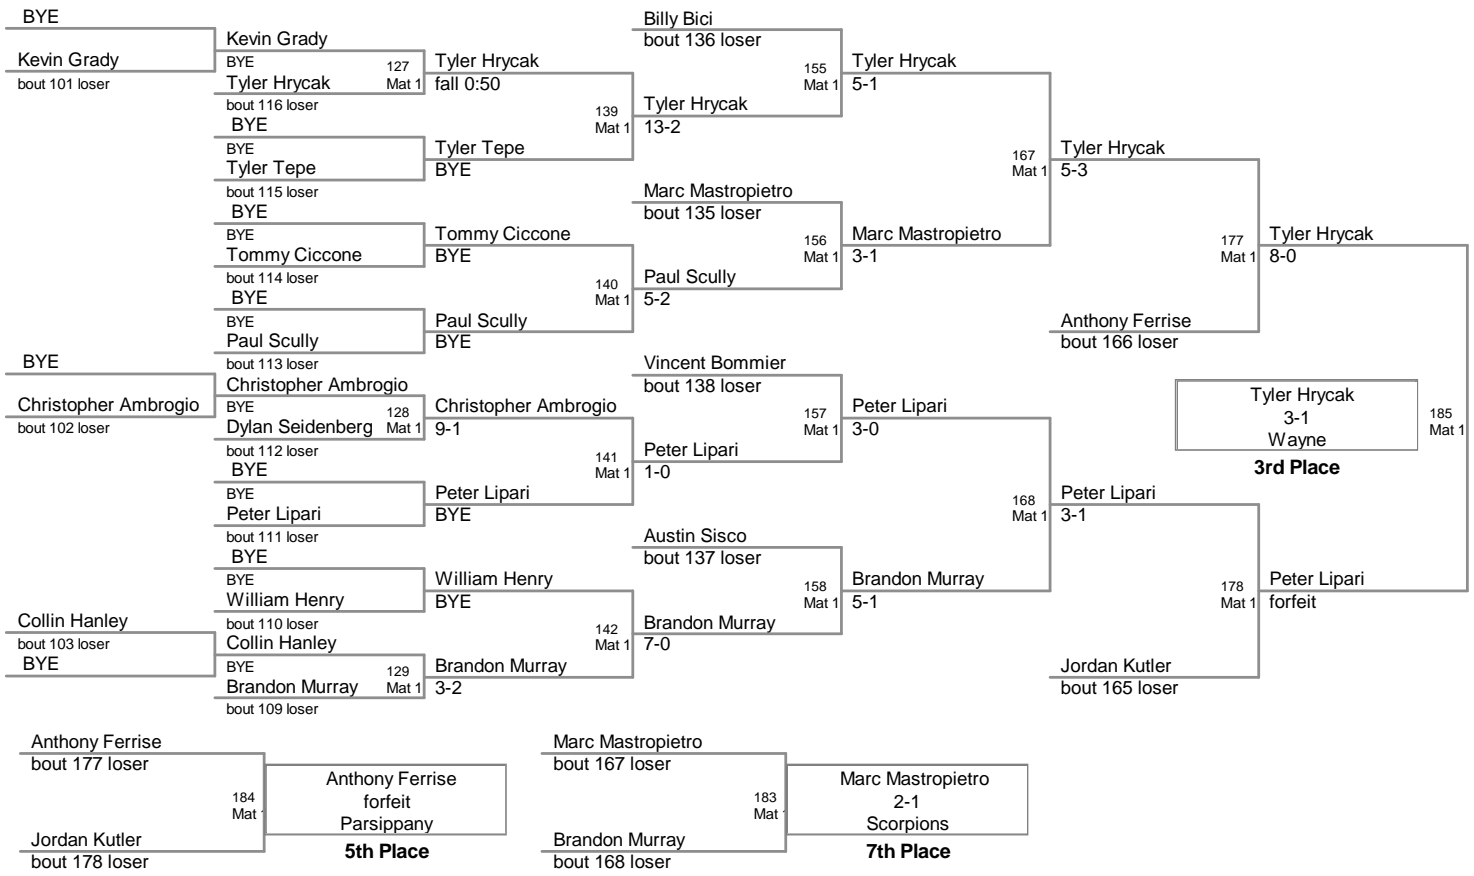 BYE
Kevin Grady
bout 101 loser
BYE
Christopher Ambrogio
bout 102 loser
Collin Hanley
bout 103 loser
BYE
Kevin Grady
BYE
127
Tyler Hrycak
Mat 1
bout 116 loser
BYE
BYE
Tyler Tepe
bout 115 loser
BYE
BYE
Tommy Ciccone
bout 114 loser
BYE
BYE
Paul Scully
bout 113 loser
Christopher Ambrogio
BYE
128
Dylan Seidenberg
Mat 1
bout 112 loser
BYE
BYE
Peter Lipari
bout 111 loser
BYE
BYE
William Henry
bout 110 loser
Collin Hanley
BYE
129
Brandon Murray
Mat 1
bout 109 loser
Tyler Hrycak
fall 0:50
139
Mat 1
Tyler Tepe
BYE
Tommy Ciccone
BYE
140
Mat 1
Paul Scully
BYE
Christopher Ambrogio
9-1
141
Mat 1
Peter Lipari
BYE
William Henry
BYE
142
Mat 1
Brandon Murray
3-2
Billy Bici
bout 136 loser
155
Mat 1
Tyler Hrycak
13-2
Marc Mastropietro
bout 135 loser
156
Mat 1
Paul Scully
5-2
Vincent Bommier
bout 138 loser
157
Mat 1
Peter Lipari
1-0
Austin Sisco
bout 137 loser
158
Mat 1
Brandon Murray
7-0
Tyler Hrycak
5-1
167
Mat 1
Marc Mastropietro
3-1
Peter Lipari
3-0
168
Mat 1
Brandon Murray
5-1
Tyler Hrycak
5-3
177
Mat 1
Anthony Ferrise
bout 166 loser
Peter Lipari
3-1
178
Mat 1
Jordan Kutler
bout 165 loser
Tyler Hrycak
8-0
Tyler Hrycak
3-1
Wayne
3rd Place
185
Mat 1
Peter Lipari
forfeit
Anthony Ferrise
bout 177 loser
184
Mat
Jordan Kutler
bout 178 loser
Anthony Ferrise
forfeit
Parsippany
5th Place
Marc Mastropietro
bout 167 loser
183
Mat
Brandon Murray
bout 168 loser
Marc Mastropietro
2-1
Scorpions
7th Place